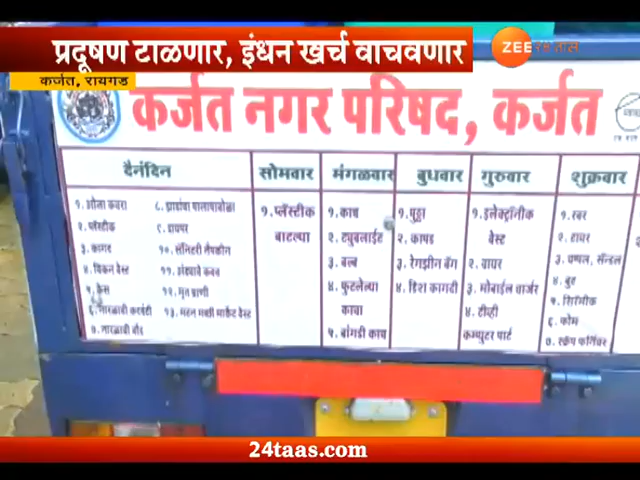 प्रदूषण टाळणार, इंधन खर्च वाचवणार
ZEE २४ तास
कर्जत, रायगड
कर्जत नगर परिषद, कर्जत
दैनंदिन
१. ओला कचरा
२. प्लास्टीक
३. कागद
४. चिकन वेस्ट
५. केस
६. नारळाची करवंटी
७. नारळाची बोंड
८. झाडांचा पालापाचोळा
९. डायपर
१०. सॅनिटरी नॅपकीन
११. अंड्याचे कवच
१२. मृत प्राणी
१३. मटन मच्छी मार्केट वेस्ट
सोमवार
१. प्लॅस्टीक
बाटल्या
मंगळवार
१. काच
२. ट्युबलाईट
३. बल्ब
४. फुटलेल्या
काचा
५. बांगडी काच
बुधवार
१. पुठ्ठा
२. कापड
३. रेगझीन बॅग
४. डिश कागदी
गुरुवार
१. इलेक्ट्रॉनीक
वेस्ट
२. वायर
३. मोबाईल चार्जर
४. टीव्ही
कम्प्युटर पार्ट
शुक्रवार
१. रबर
२. टायर
३. चप्पल, सॅन्डल
४. बुट
५. सिरॅमिक
६. फोम
७. स्क्रॅप फर्निचर
24taas.com